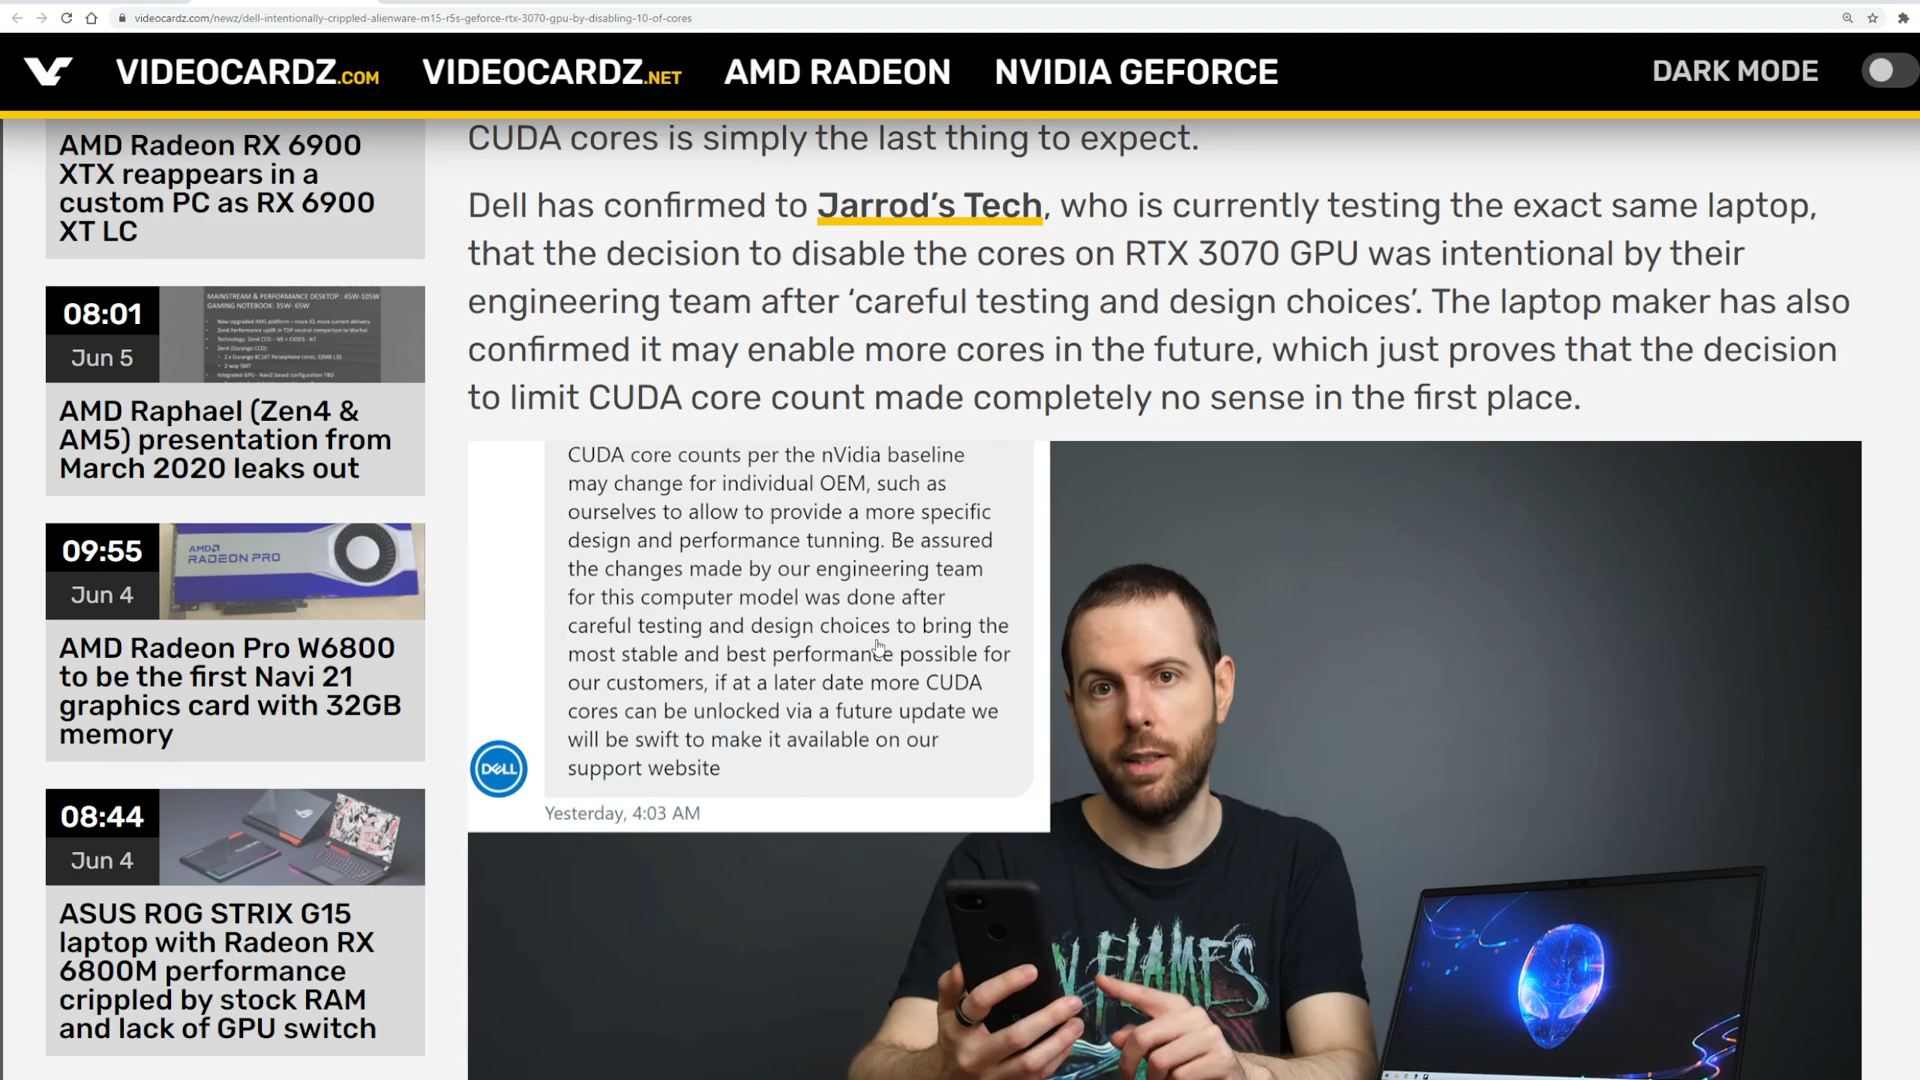 videocardz.com/newz/dell-intentionally-crippled-alienware-m15-r5s-geforce-rtx-3070-gpu-by-disabling-10-of-cores
VIDEOCARDZ.COM VIDEOCARDZ.NET AMD RADEON NVIDIA GEFORCE DARK MODE
AMD Radeon RX 6900
XTX reappears in a
custom PC as RX 6900
XT LC
08:01
Jun 5
MAINSTREAM & PERFORMANCE DESKTOP : 45W-105W
GAMING NOTEBOOK: 35W- 65W
AMD Raphael (Zen4 &
AM5) presentation from
March 2020 leaks out
09:55
Jun 4
AMD
RADEON PRO
AMD Radeon Pro W6800
to be the first Navi 21
graphics card with 32GB
memory
08:44
Jun 4
ASUS ROG STRIX G15
laptop with Radeon RX
6800M performance
crippled by stock RAM
and lack of GPU switch
CUDA cores is simply the last thing to expect.
Dell has confirmed to Jarrod’s Tech, who is currently testing the exact same laptop,
that the decision to disable the cores on RTX 3070 GPU was intentional by their
engineering team after ‘careful testing and design choices’. The laptop maker has also
confirmed it may enable more cores in the future, which just proves that the decision
to limit CUDA core count made completely no sense in the first place.
CUDA core counts per the nVidia baseline
may change for individual OEM, such as
ourselves to allow to provide a more specific
design and performance tunning. Be assured
the changes made by our engineering team
for this computer model was done after
careful testing and design choices to bring the
most stable and best performance possible for
our customers, if at a later date more CUDA
cores can be unlocked via a future update we
will be swift to make it available on our
support website
DELL
Yesterday, 4:03 AM
FLAMES